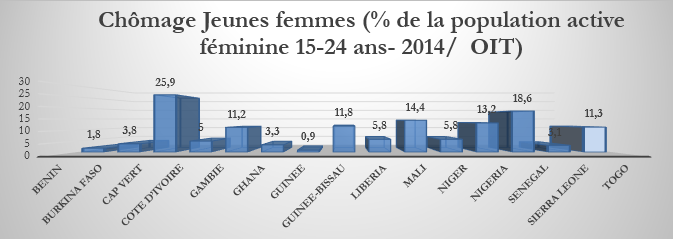 Chômage Jeunes femmes (% de la population active
féminine 15-24 ans- 2014/ OIT)
30
25
20
15
10
5
0
1,8 3,8 25,9 5 11,2 3,3 0,9 11,8 5,8 14,4 5,8 13,2 18,6 3,1 11,3
BENIN
BURKINA FASO
CAP VERT
COTE D'IVOIRE
GAMBIE
GHANA
GUINEE
GUINEE-BISSAU
LIBERIA
MALI
NIGER
NIGERIA
SENEGAL
SIERRA LEONE
TOGO